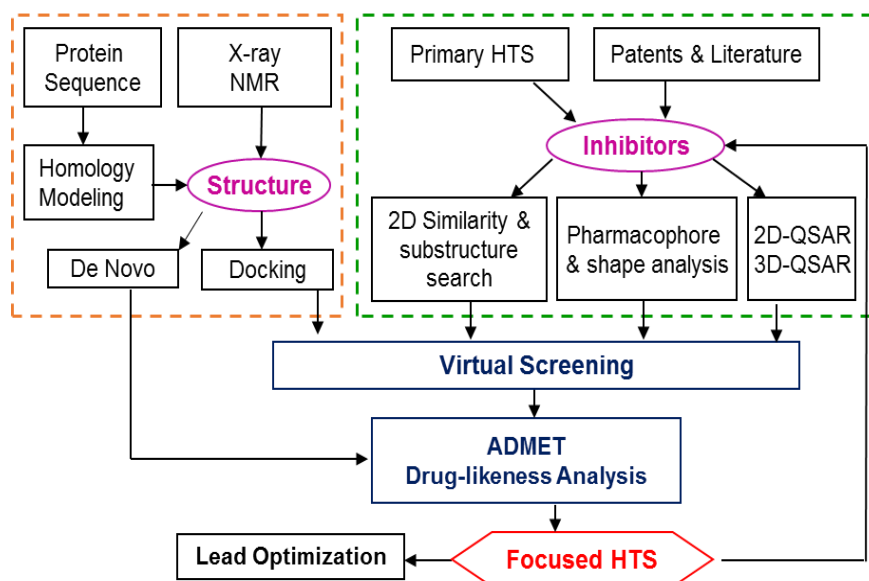 Protein
Sequence
X-ray
NMR
Primary HTS
Patents & Literature
Inhibitors
Homology
Modeling
Structure
2D Similarity &
substructure
search
Pharmacophore
& shape analysis
2D-QSAR
3D-QSAR
De Novo
Docking
Virtual Screening
ADMET
Drug-likeness Analysis
Lead Optimization
Focused HTS